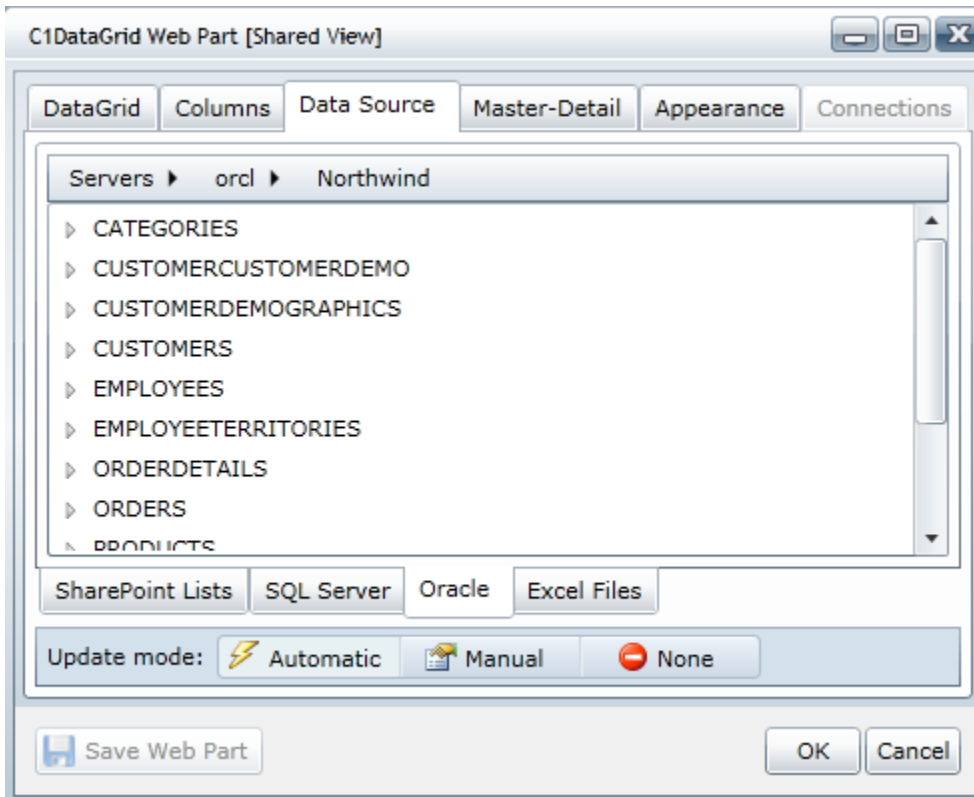 C1DataGrid Web Part [Shared View]
DataGrid Columns Data Source Master-Detail Appearance Connections
Servers orcl Northwind
CATEGORIES
CUSTOMERCUSTOMERDEMO
CUSTOMERDEMOGRAPHICS
CUSTOMERS
EMPLOYEES
EMPLOYEETERRITORIES
ORDERDETAILS
ORDERS
PRODUCTS
SharePoint Lists SQL Server Oracle Excel Files
Update mode: Automatic Manual None
Save Web Part OK Cancel